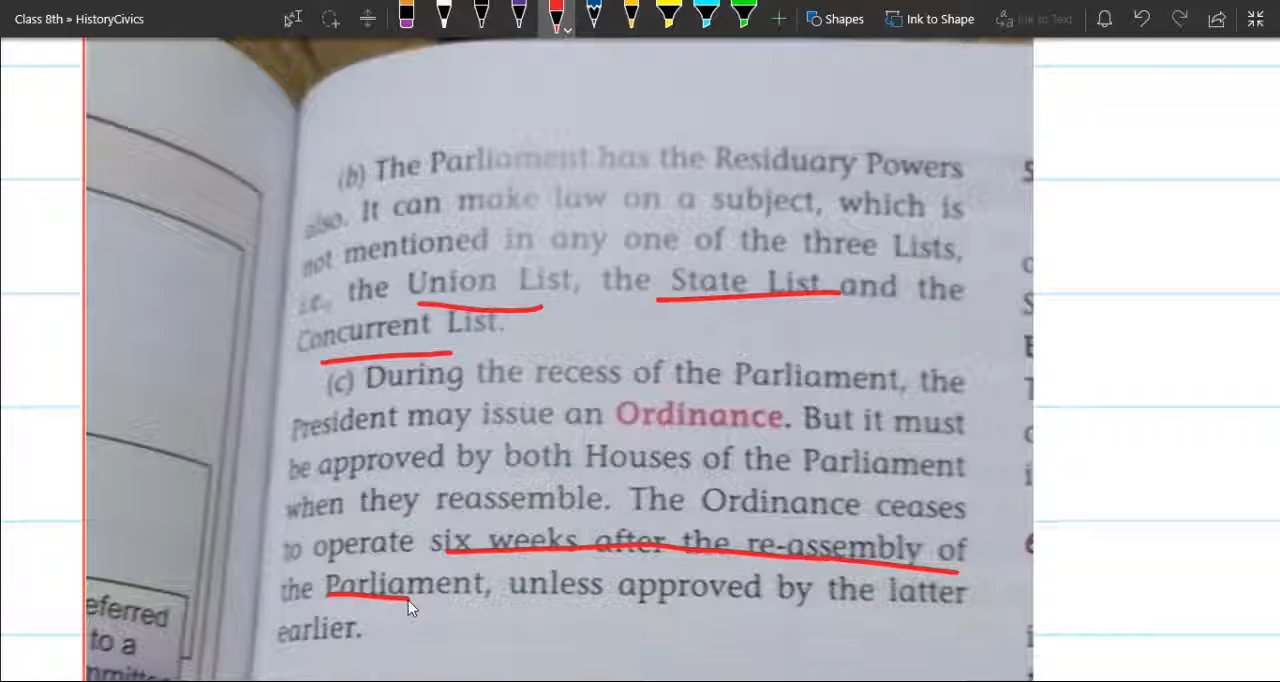 Class 8th » HistoryCivics
Shapes
Ink to Shape
Ink to Text
(b) The Parliament has the Residuary Powers
also. It can make law on a subject, which is
not mentioned in any one of the three Lists,
i.e., the Union List, the State List and the
Concurrent List.
(c) During the recess of the Parliament, the
President may issue an Ordinance. But it must
be approved by both Houses of the Parliament
when they reassemble. The Ordinance ceases
to operate six weeks after the re-assembly of
the Parliament, unless approved by the latter
earlier.
eferred
to a